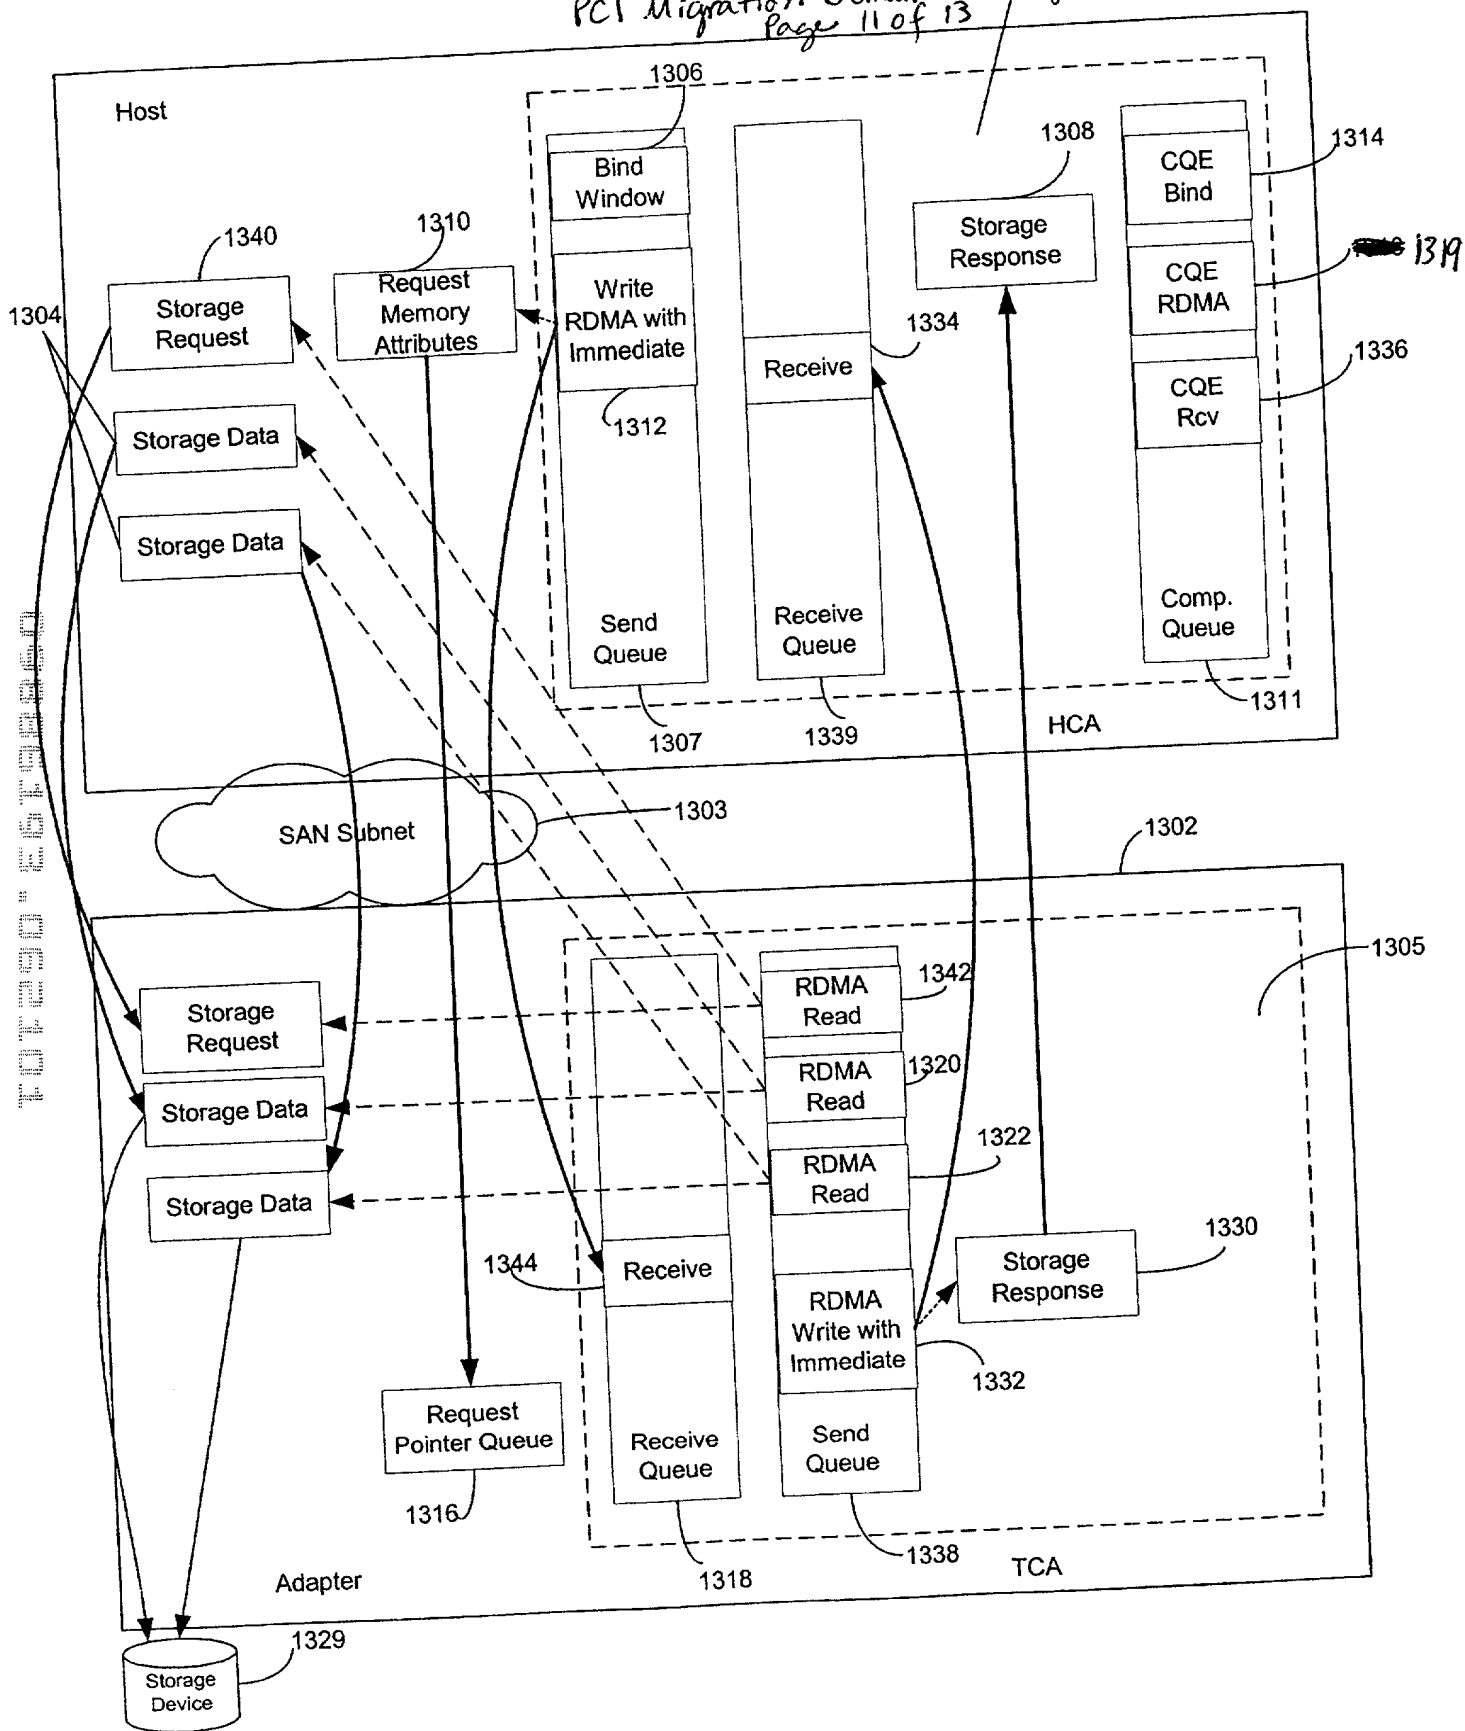 PCT Migration
Page 11 of 13
1306
Host
1308
1314
Bind
Window
CQE
Bind
1340
1310
Storage
Response
1319
1304
Storage
Request
Request
Memory
Attributes
Write
RDMA with
Immediate
1334
CQE
RDMA
1336
Receive
CQE
Rcv
1312
Storage Data
Storage Data
Send
Queue
Receive
Queue
Comp.
Queue
1307
1339
HCA
1311
SAN Subnet
1303
1302
1305
Storage
Request
RDMA
Read
1342
Storage Data
RDMA
Read
1320
Storage Data
RDMA
Read
1322
1344
Receive
Storage
Response
1330
RDMA
Write with
Immediate
1332
Request
Pointer Queue
Receive
Queue
Send
Queue
1316
1318
1338
TCA
Adapter
1329
Storage
Device